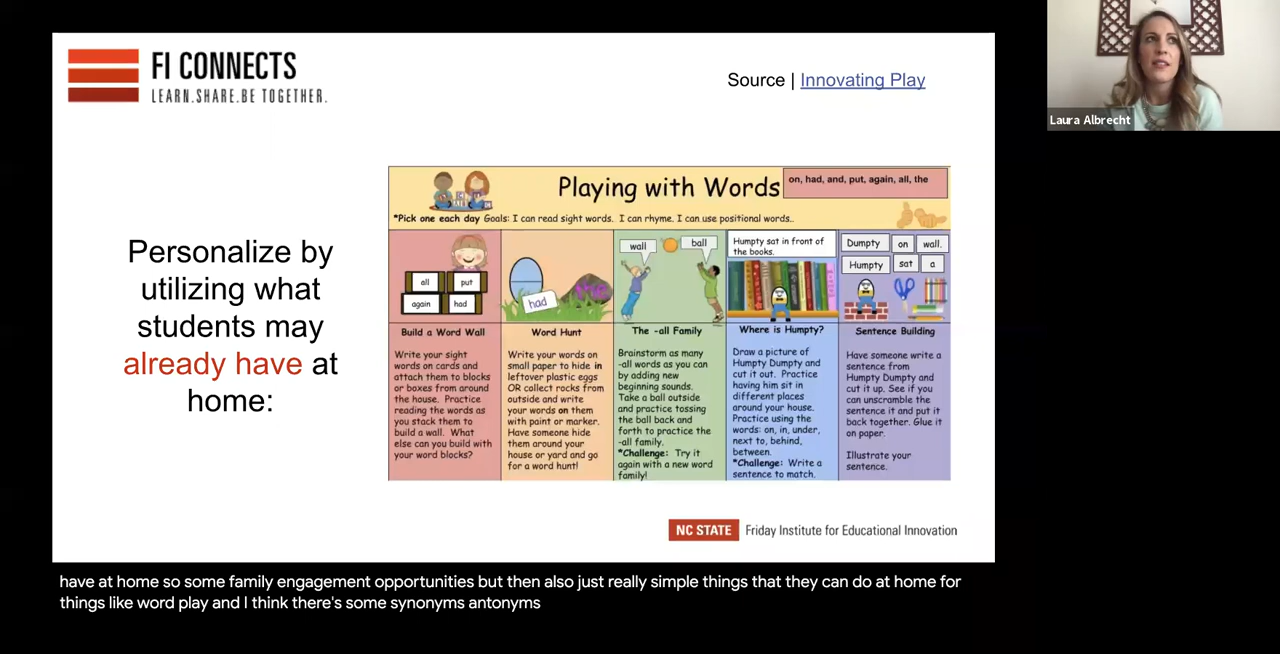 FI CONNECTS
LEARN.SHARE.BE TOGETHER.
Source | Innovating Play
Laura Albrecht
Personalize by
utilizing what
students may
already have at
home:
Playing with Words
on, had, and, put, again, all, the
*Pick one each day Goals: I can read sight words. I can rhyme. I can use positional words..
all
put
again
had
Build a Word Wall
Write your sight
words on cards and
attach them to blocks
or boxes from around
the house. Practice
reading the words as
you stack them to
build a wall. What
else can you build with
your word blocks?
had
Word Hunt
Write your words on
small paper to hide in
leftover plastic eggs
OR collect rocks from
outside and write
your words on them
with paint or marker.
Have someone hide
them around your
house or yard and go
for a word hunt!
wall
ball
The -all Family
Brainstorm as many
-all words as you can
by adding new
beginning sounds.
Take a ball outside
and practice tossing
the ball back and
forth to practice the
-all family.
*Challenge: Try it
again with a new word
family!
Humpty sat in front of
the books.
Where is Humpty?
Draw a picture of
Humpty Dumpty and
cut it out. Practice
having him sit in
different places
around your house.
Practice using the
words: on, in, under,
next to, behind,
between.
*Challenge: Write a
sentence to match.
Dumpty on wall.
Humpty sat a
Sentence Building
Have someone write a
sentence from
Humpty Dumpty and
cut it up. See if you
can unscramble the
sentence it and put it
back together. Glue it
on paper.
Illustrate your
sentence.
NC STATE Friday Institute for Educational Innovation
have at home so some family engagement opportunities but then also just really simple things that they can do at home for
things like word play and I think there's some synonyms antonyms